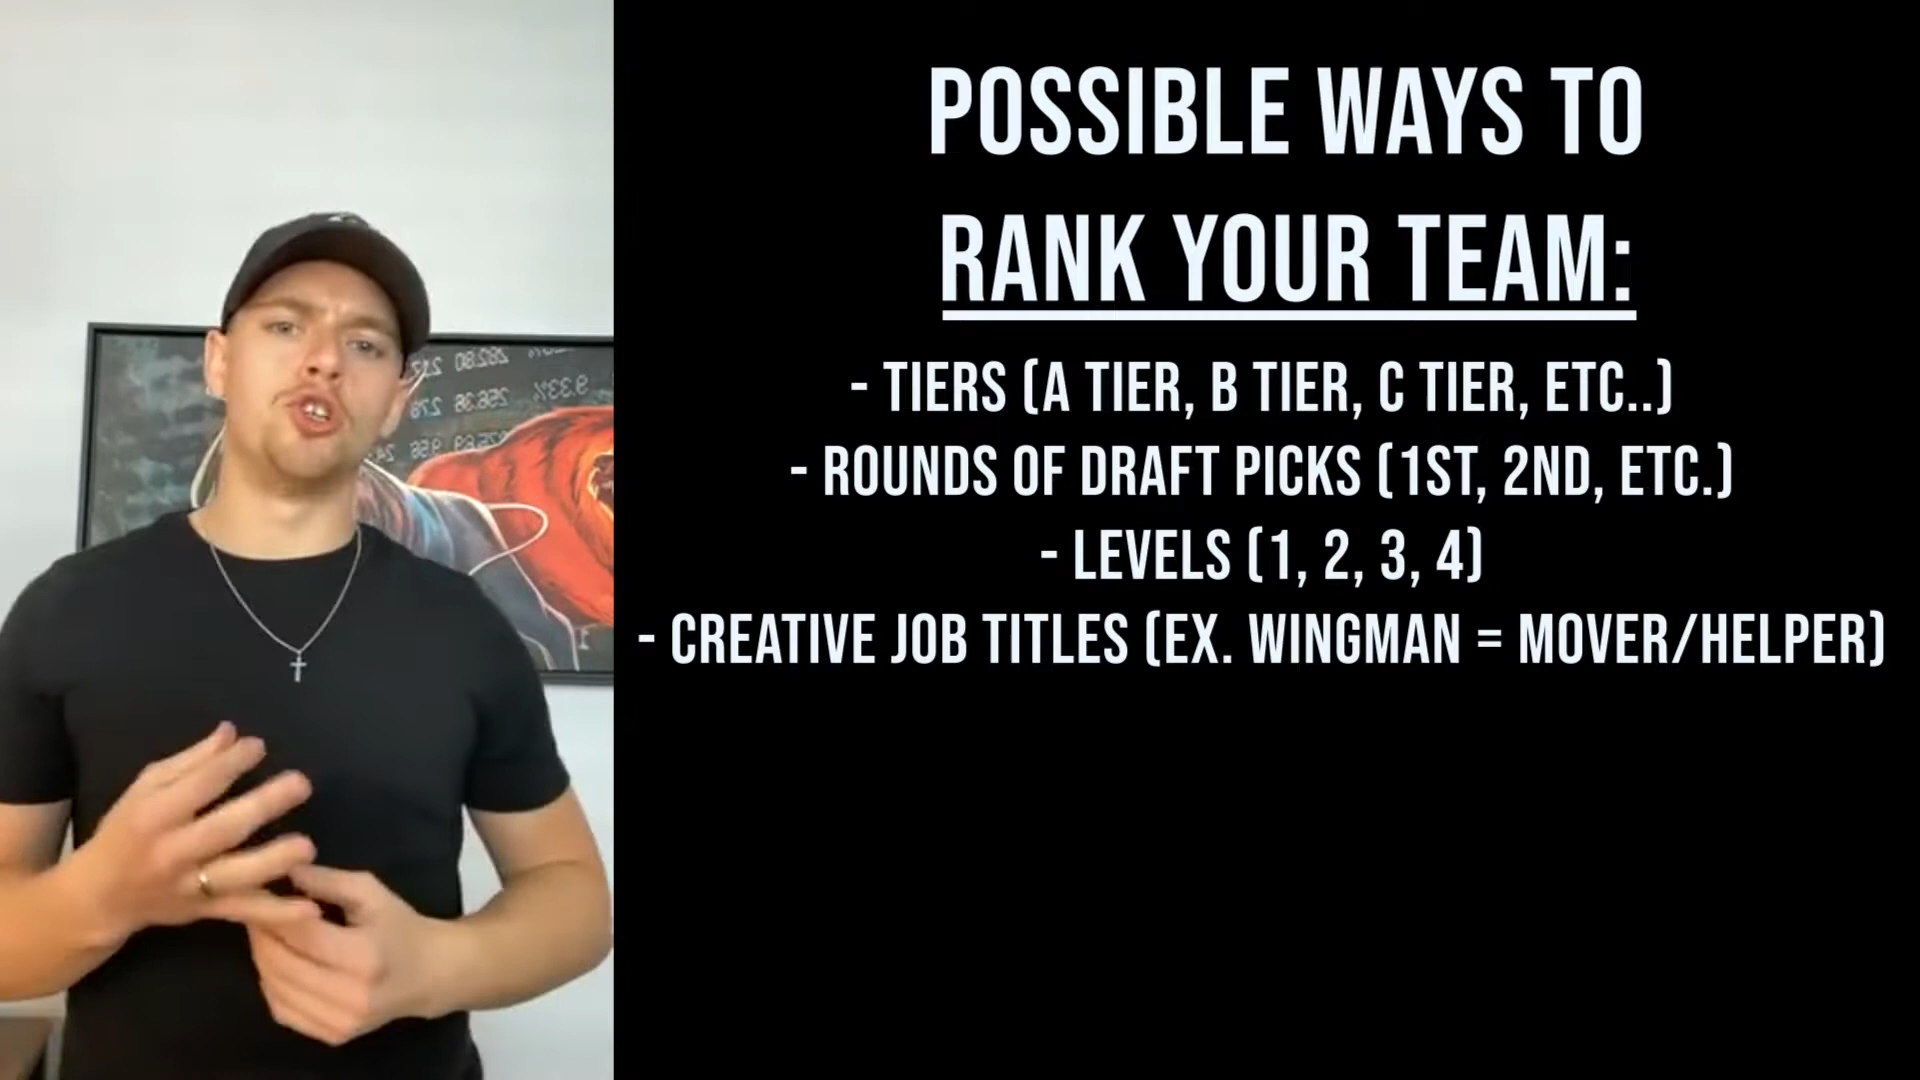 POSSIBLE WAYS TO
RANK YOUR TEAM:
- TIERS (A TIER, B TIER, C TIER, ETC..)
- ROUNDS OF DRAFT PICKS (1ST, 2ND, ETC.)
- LEVELS (1, 2, 3, 4)
- CREATIVE JOB TITLES (EX. WINGMAN = MOVER/HELPER)